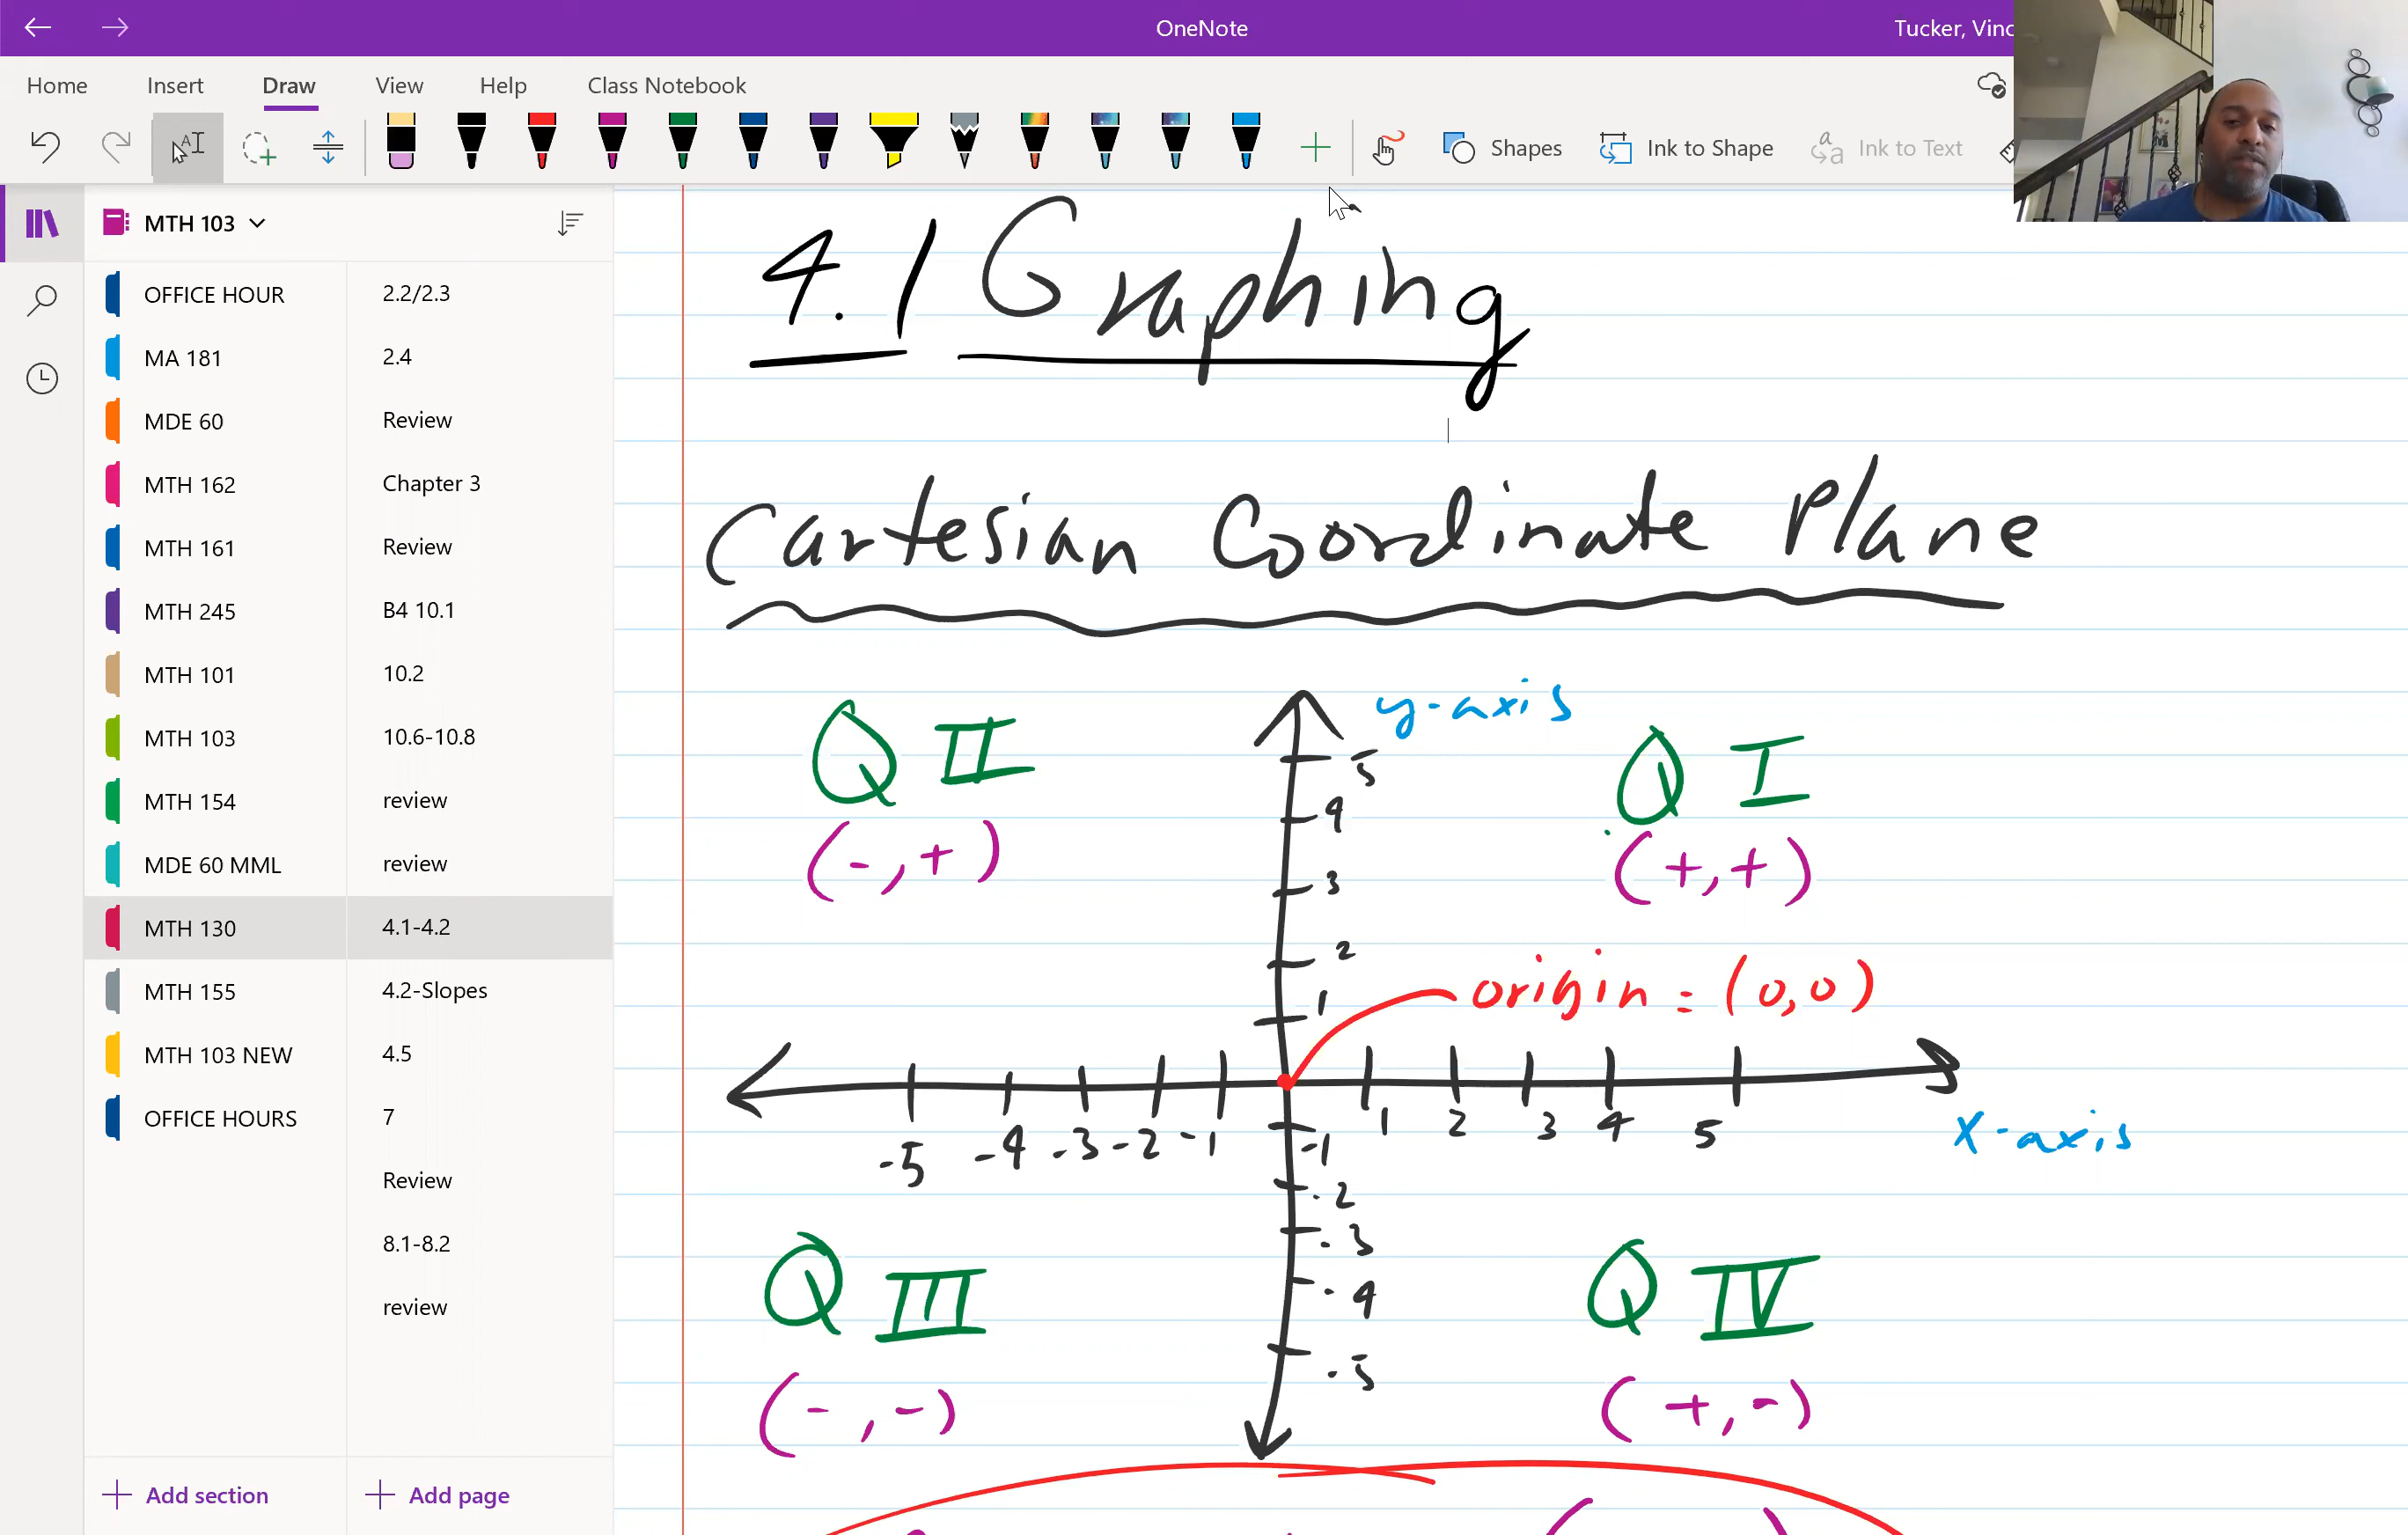 OneNote
Tucker, Vinc
Home Insert Draw View Help Class Notebook
Shapes Ink to Shape Ink to Text
MTH 103
OFFICE HOUR
MA 181
MDE 60
MTH 162
MTH 161
MTH 245
MTH 101
MTH 103
MTH 154
MDE 60 MML
MTH 130
MTH 155
MTH 103 NEW
OFFICE HOURS
Add section
2.2/2.3
2.4
Review
Chapter 3
Review
B4 10.1
10.2
10.6-10.8
review
review
4.1-4.2
4.2-Slopes
4.5
7
Review
8.1-8.2
review
Add page
4.1 Graphing
Cartesian Coordinate Plane
y-axis
Q II
Q I
(-,+)
(+,+)
5
4
3
2
1
origin = (0,0)
-5 -4 -3 -2 -1 1 2 3 4 5
x-axis
-1
-2
-3
-4
-5
Q III
Q IV
(-,-)
(+,-)